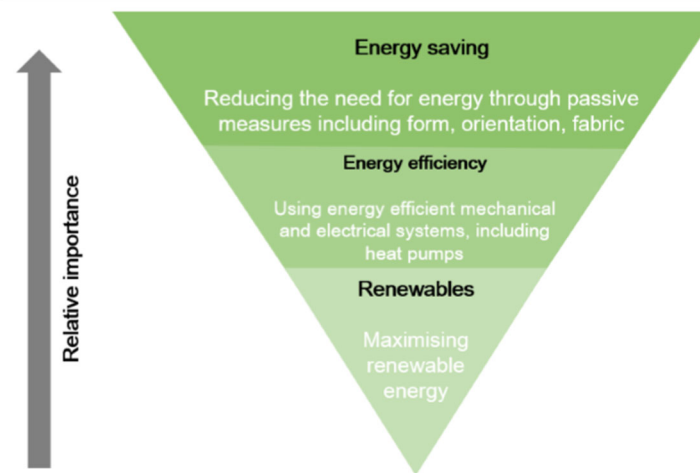 Energy saving
Reducing the need for energy through passive
measures including form, orientation, fabric
Energy efficiency
Using energy efficient mechanical
and electrical systems, including
heat pumps
Renewables
Maximising
renewable
energy
Relative importance